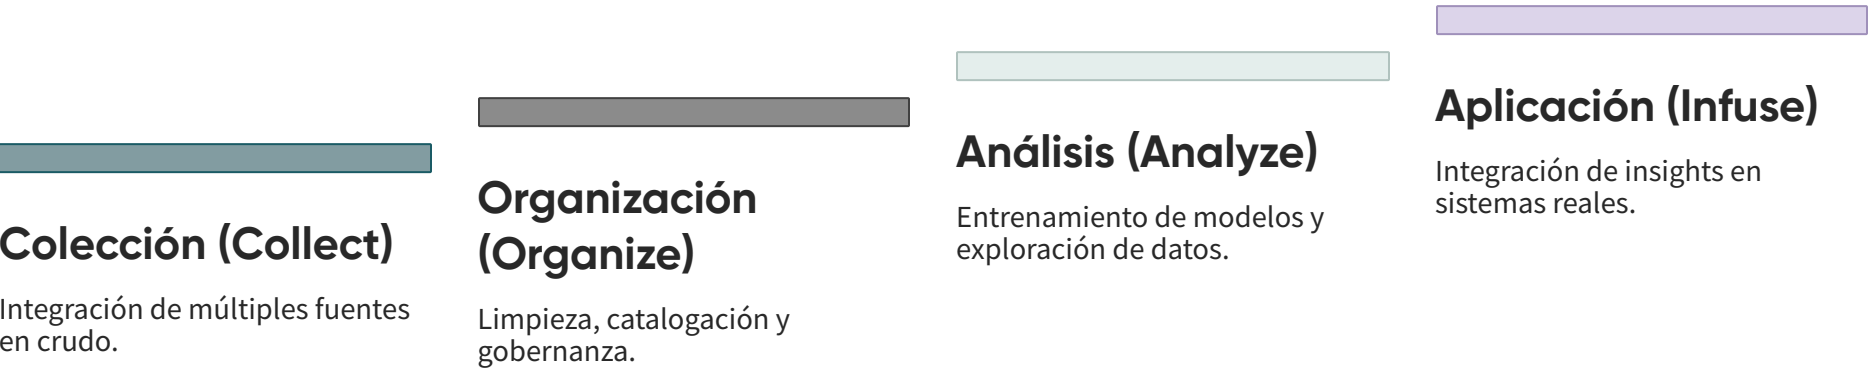 Colección (Collect)
Integración de múltiples fuentes
en crudo.
Organización
(Organize)
Limpieza, catalogación y
gobernanza.
Análisis (Analyze)
Entrenamiento de modelos y
exploración de datos.
Aplicación (Infuse)
Integración de insights en
sistemas reales.